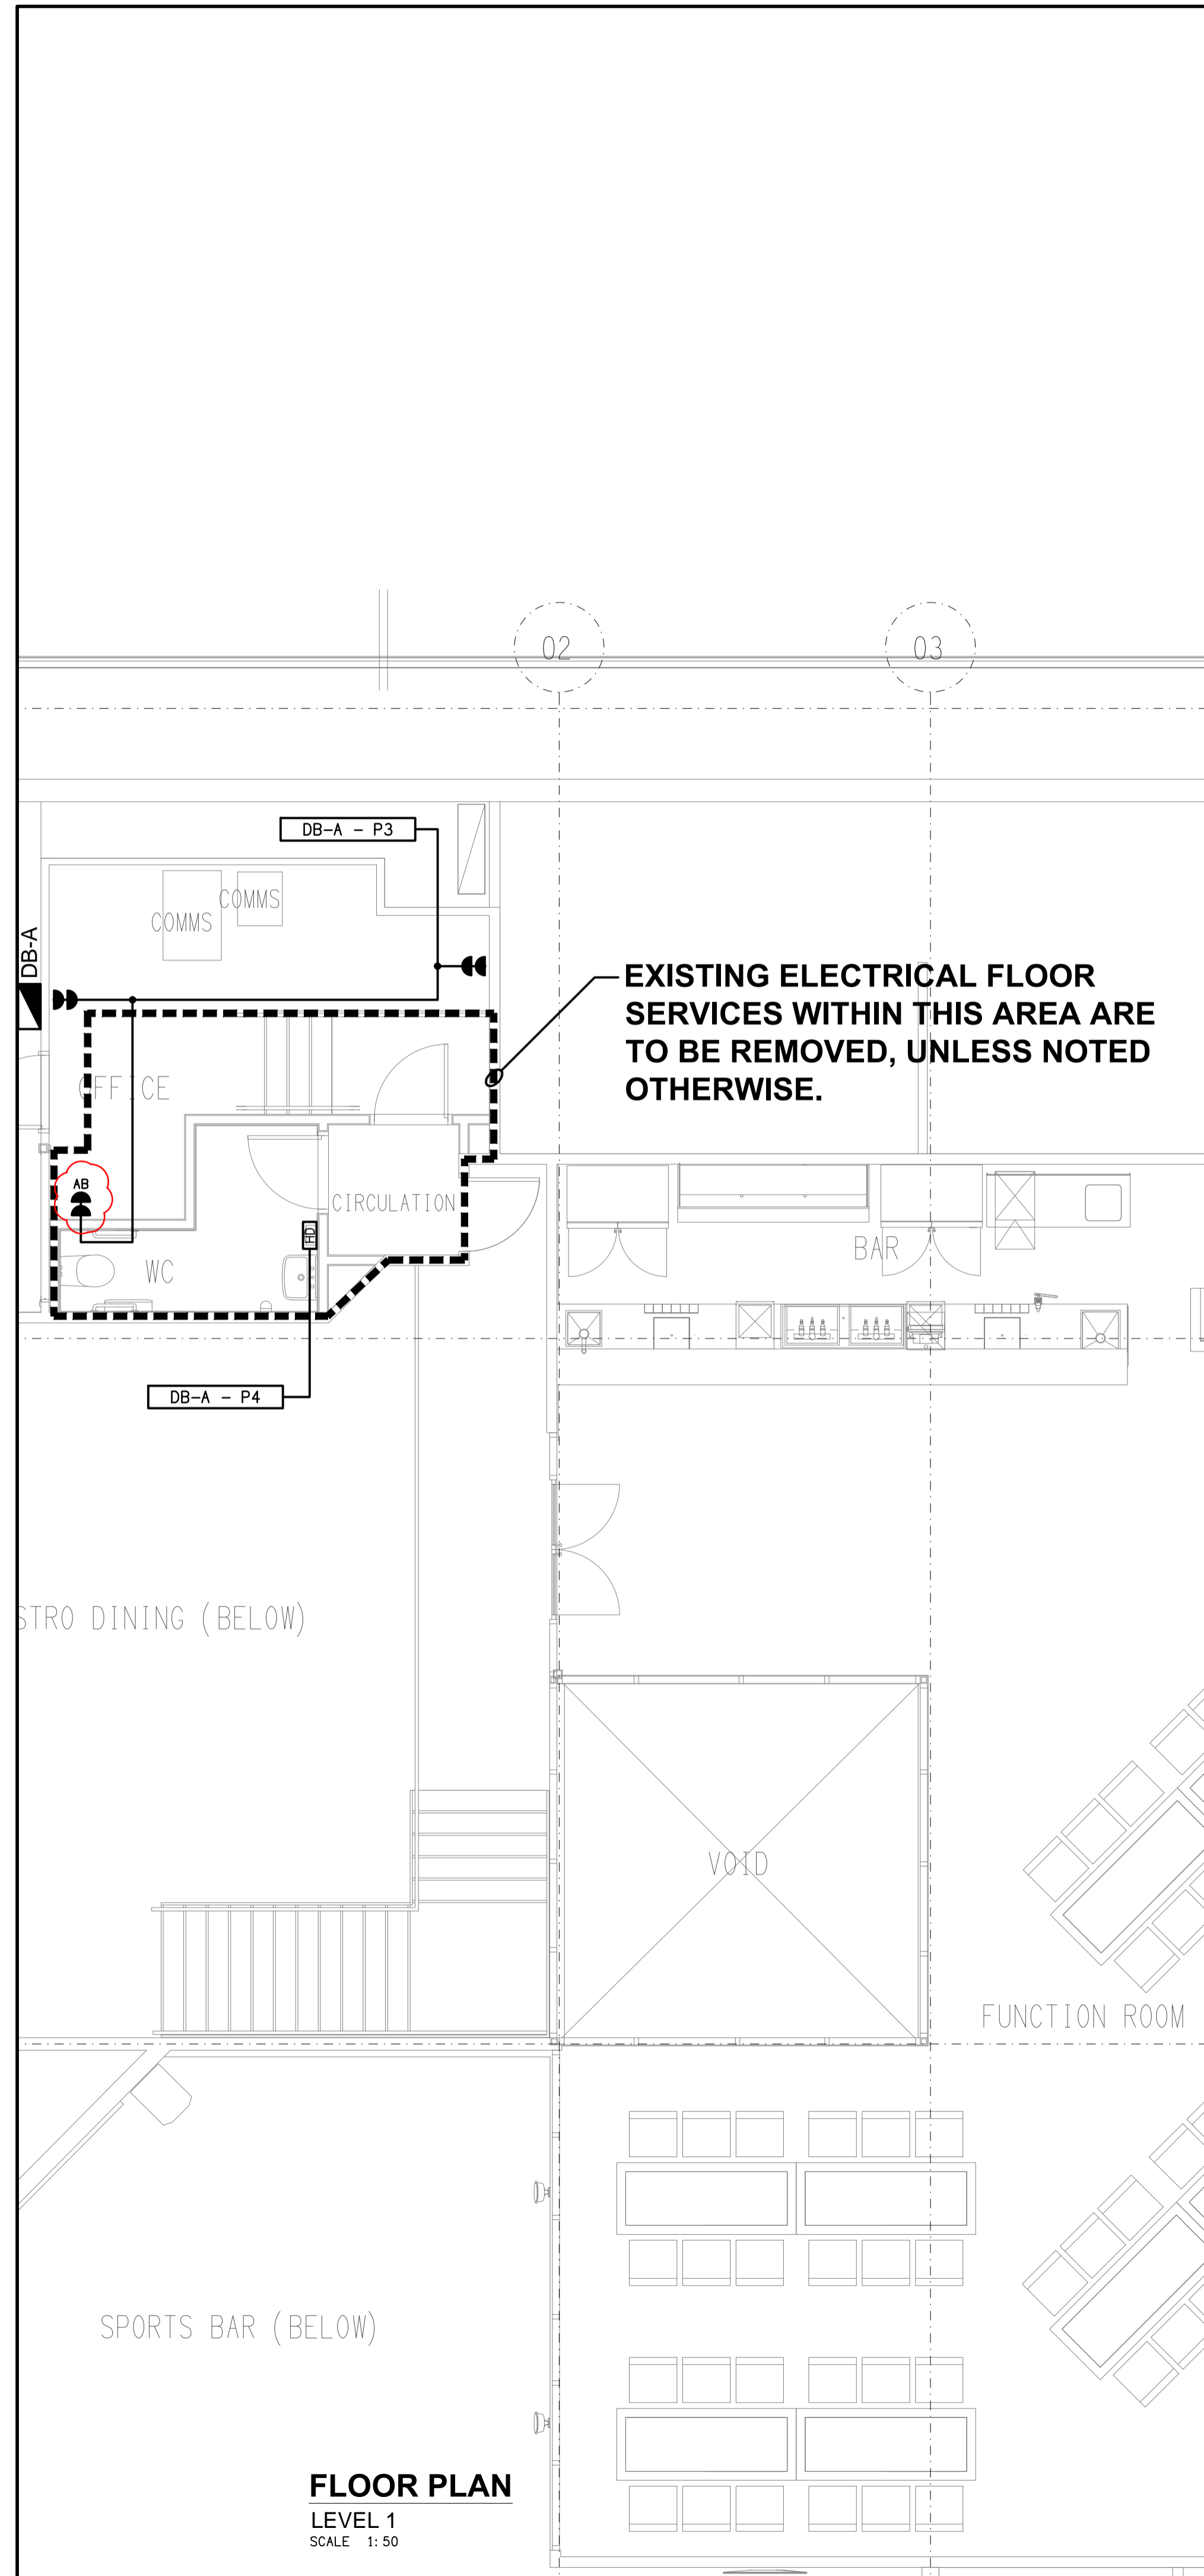 02
03
DB-A - P3
COMMS
COMMS
DB-A
EXISTING ELECTRICAL FLOOR
SERVICES WITHIN THIS AREA ARE
TO BE REMOVED, UNLESS NOTED
OTHERWISE.
OFFICE
AB
CIRCULATION
HD
WC
BAR
DB-A - P4
STRO DINING (BELOW)
VOID
FUNCTION ROOM
SPORTS BAR (BELOW)
FLOOR PLAN
LEVEL 1
SCALE 1:50